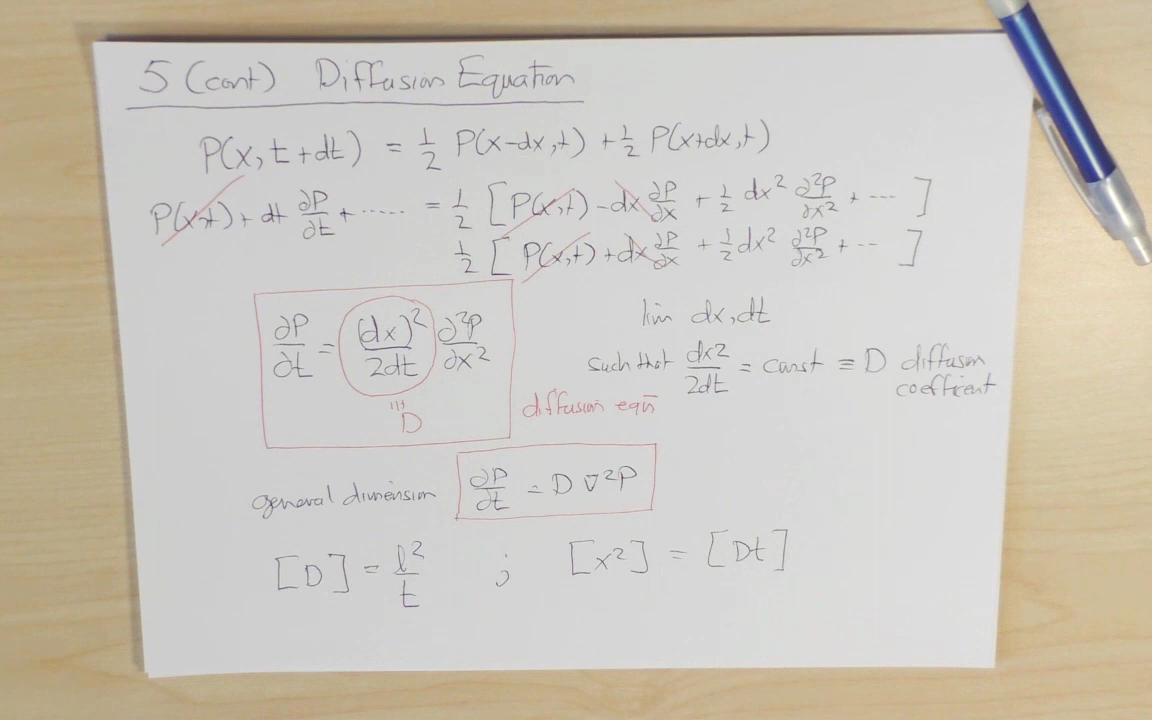 5 (cont) Diffusion Equation
P(x, t + dt) = 1/2 P(x-dx, t) + 1/2 P(x+dx, t)
P(x,t) + dt ∂P/∂t + ...... = 1/2 [ P(x,t) - dx ∂P/∂x + 1/2 dx² ∂²P/∂x² + ... ]
1/2 [ P(x,t) + dx ∂P/∂x + 1/2 dx² ∂²P/∂x² + ... ]
∂P/∂t = (dx)²/2dt ∂²P/∂x²
≡ D
lim dx, dt
such that dx2/2dt = const ≡ D diffusion
coefficient
diffusion eqn
general dimension ∂P/∂t = D ∇²P
[D] = l²/t ; [x²] = [Dt]